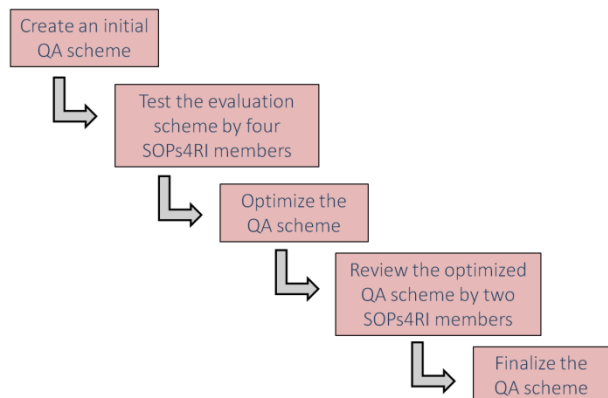 Create an initial
QA scheme
Test the evaluation
scheme by four
SOPs4RI members
Optimize the
QA scheme
Review the optimized
QA scheme by two
SOPs4RI members
Finalize the
QA scheme